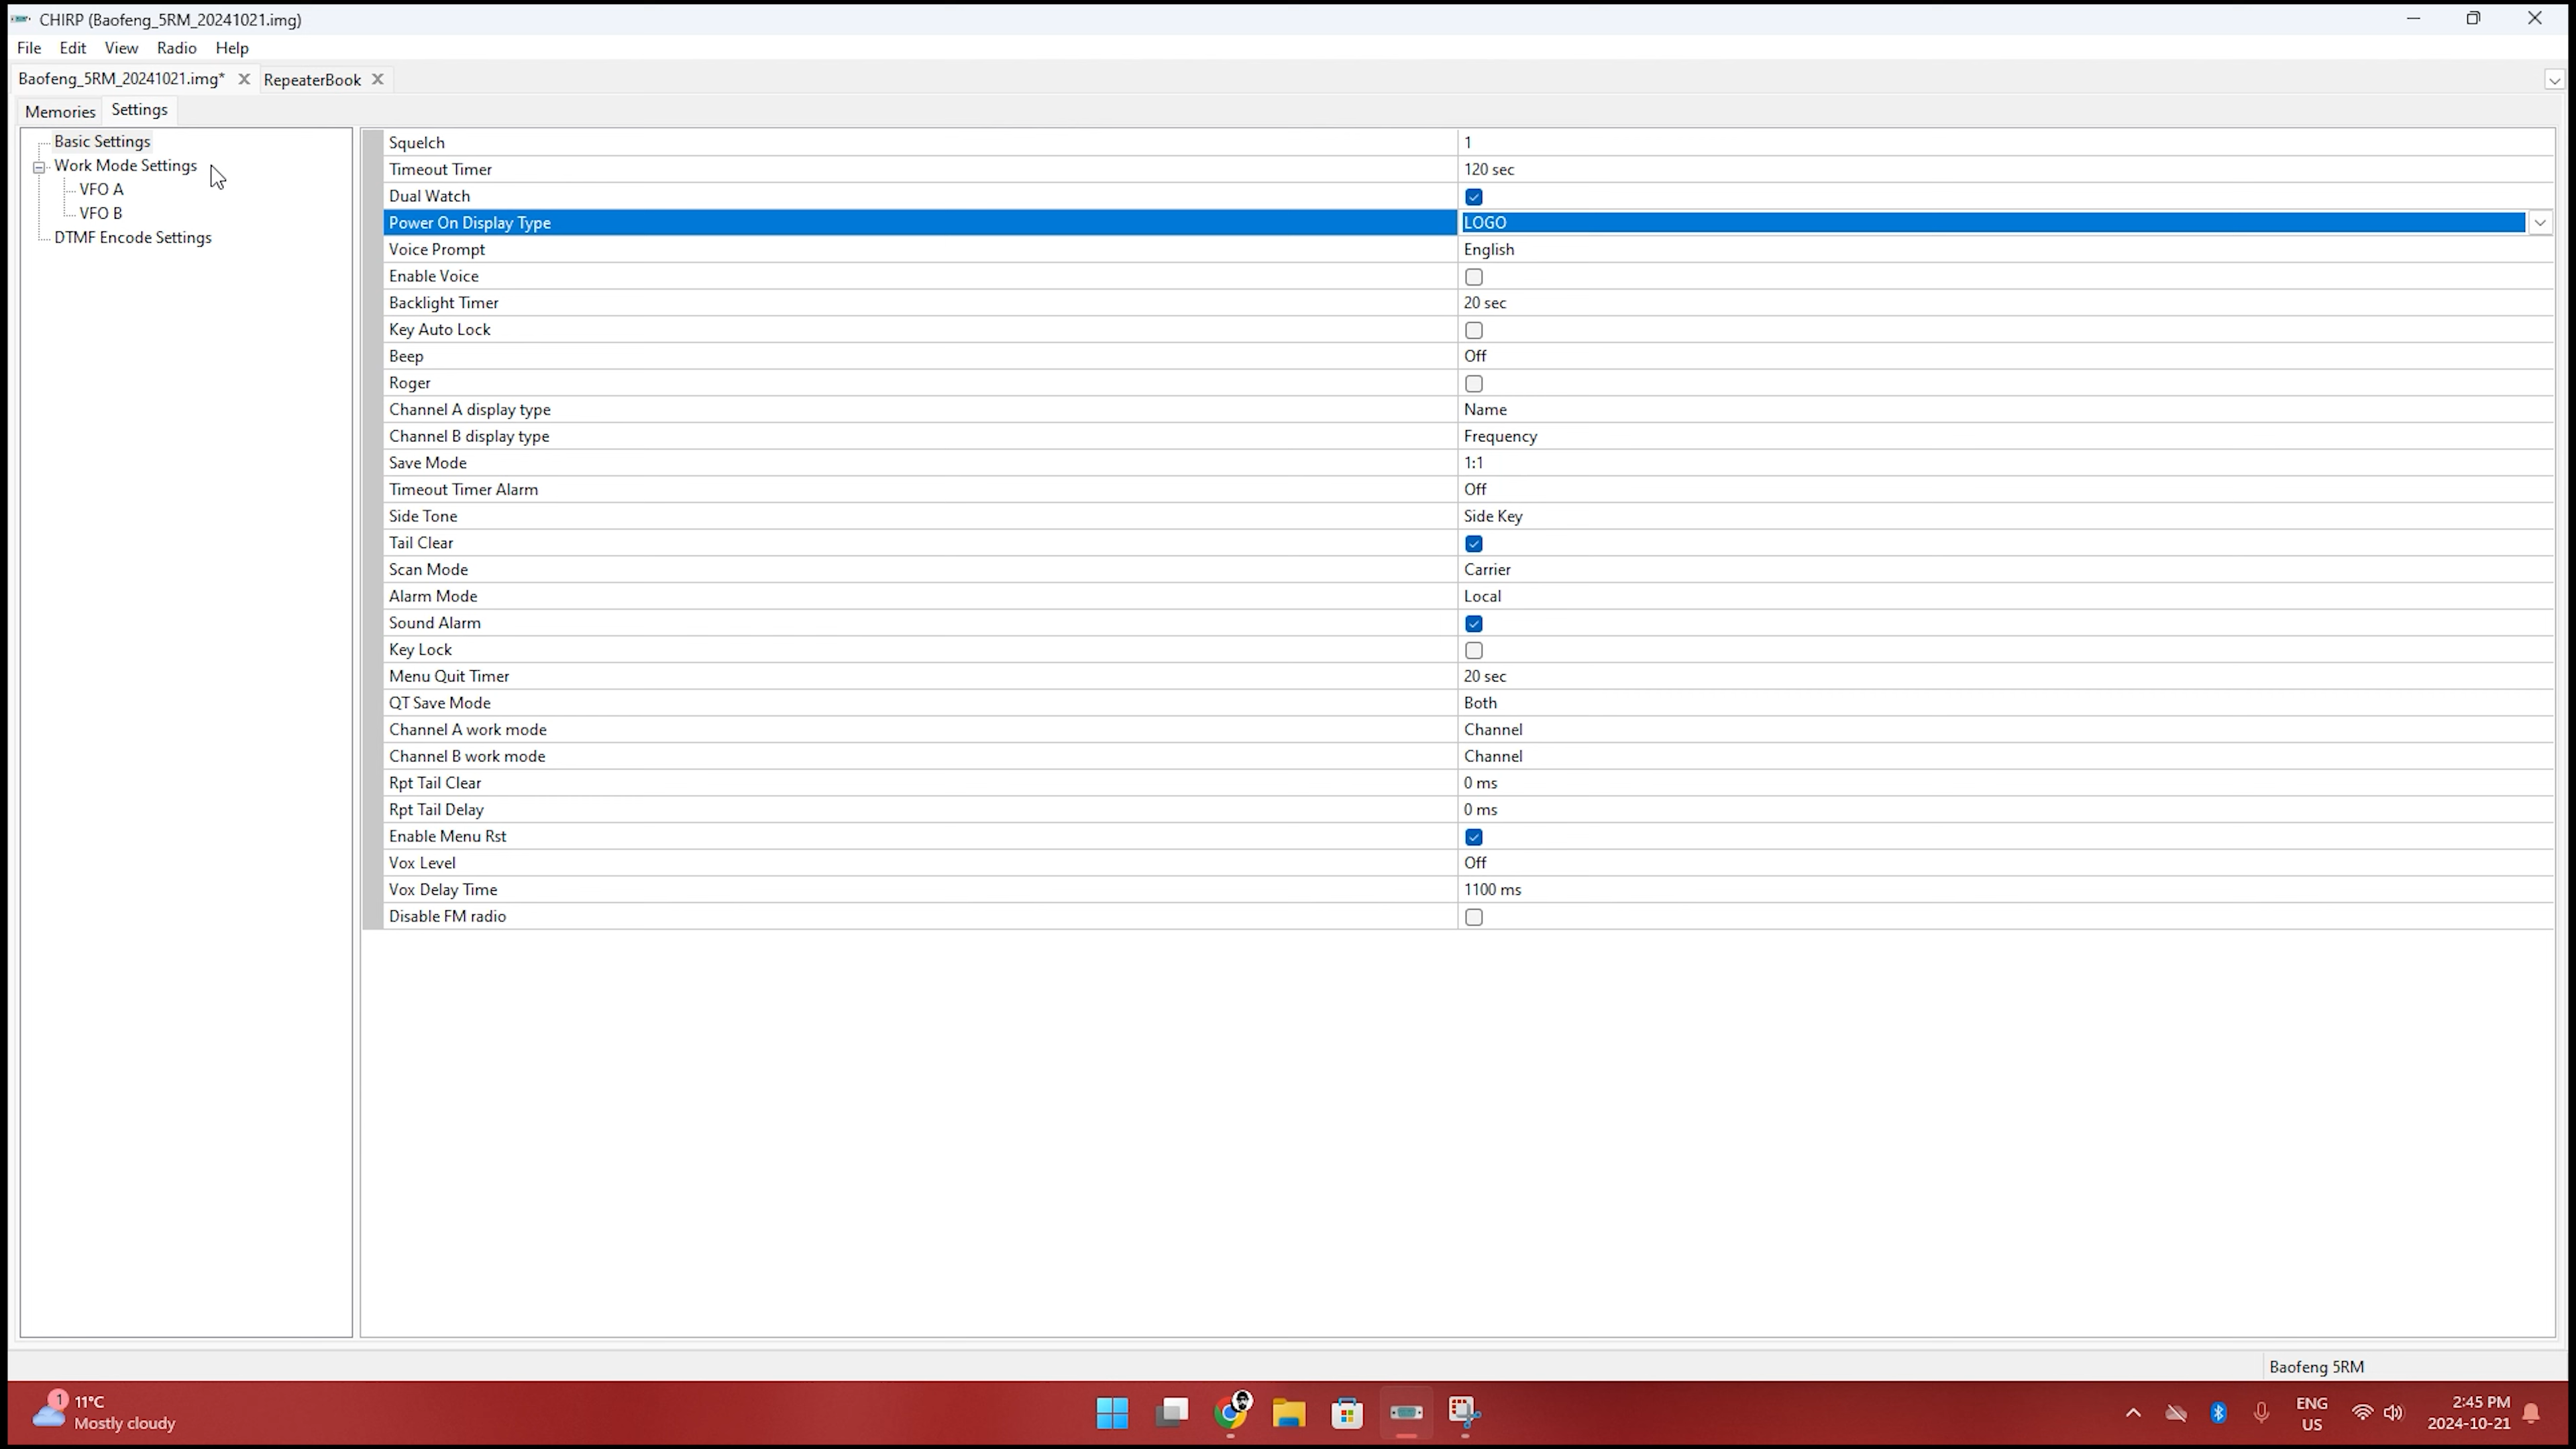 CHIRP (Baofeng_5RM_20241021.img)
File Edit View Radio Help
Baofeng_5RM_20241021.img* RepeaterBook
Memories Settings
Basic Settings
Work Mode Settings
VFO A
VFO B
DTMF Encode Settings
Squelch 1
Timeout Timer 120 sec
Dual Watch
Power On Display Type LOGO
Voice Prompt English
Enable Voice
Backlight Timer 20 sec
Key Auto Lock
Beep Off
Roger
Channel A display type Name
Channel B display type Frequency
Save Mode 1:1
Timeout Timer Alarm Off
Side Tone Side Key
Tail Clear
Scan Mode Carrier
Alarm Mode Local
Sound Alarm
Key Lock
Menu Quit Timer 20 sec
QT Save Mode Both
Channel A work mode Channel
Channel B work mode Channel
Rpt Tail Clear 0 ms
Rpt Tail Delay 0 ms
Enable Menu Rst
Vox Level Off
Vox Delay Time 1100 ms
Disable FM radio
Baofeng 5RM
1
11°C
Mostly cloudy
ENG
US
2:45 PM
2024-10-21